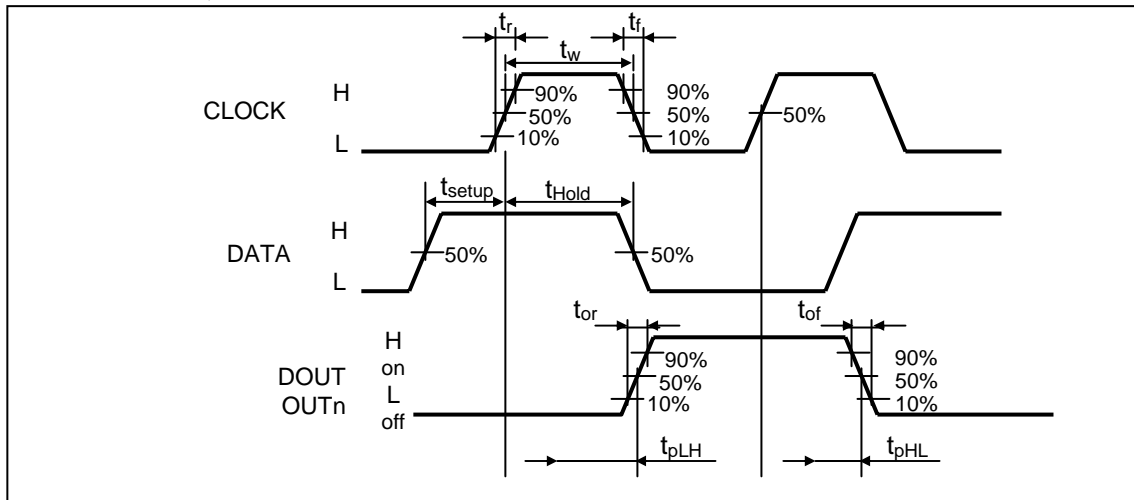 tr tf
tw
H 90% 90%
CLOCK 50% 50% 50%
L 10% 10%
tsetup tHold
H
DATA 50% 50%
L
tor tof
H 90% 90%
on
DOUT 50% 50%
L
OUTn 10% 10%
off
tpLH tpHL